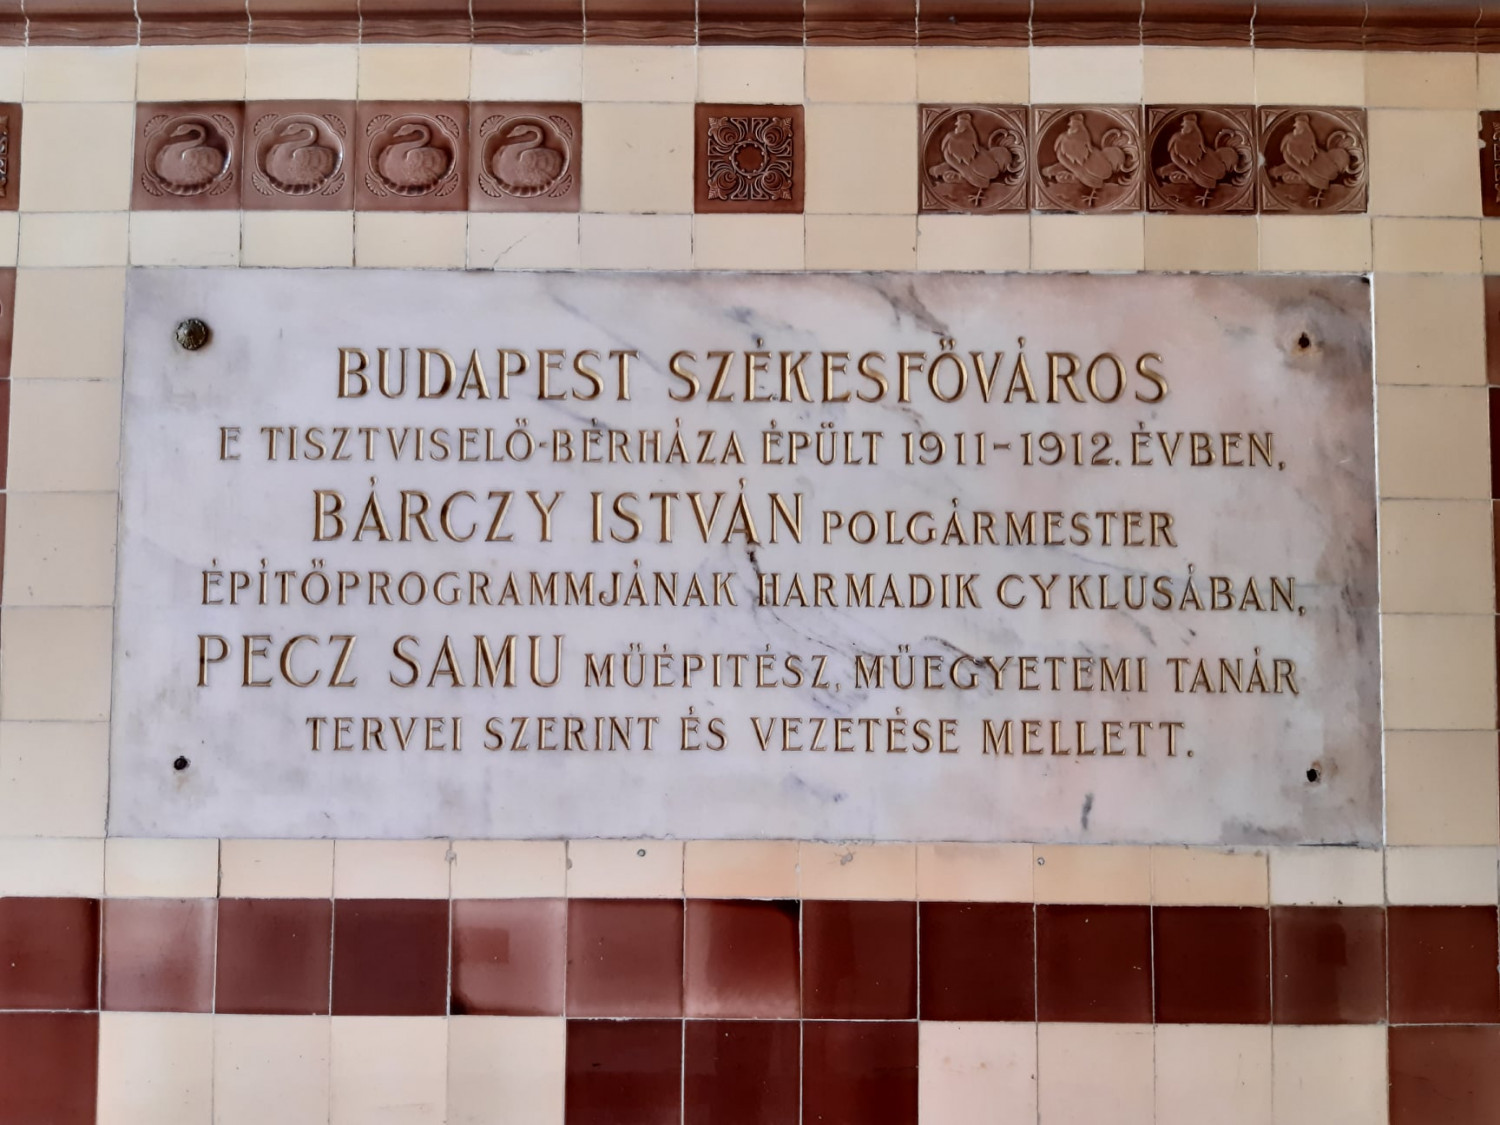 BUDAPEST SZÉKESFŐVÁROS
E TISZTVISELŐ-BÉRHÁZA ÉPÜLT 1911-1912. ÉVBEN,
BÁRCZY ISTVÁN POLGÁRMESTER
ÉPÍTŐPROGRAMMJÁNAK HARMADIK CYKLUSÁBAN,
PECZ SAMU MŰÉPITÉSZ, MŰEGYETEMI TANÁR
TERVEI SZERINT ÉS VEZETÉSE MELLETT.